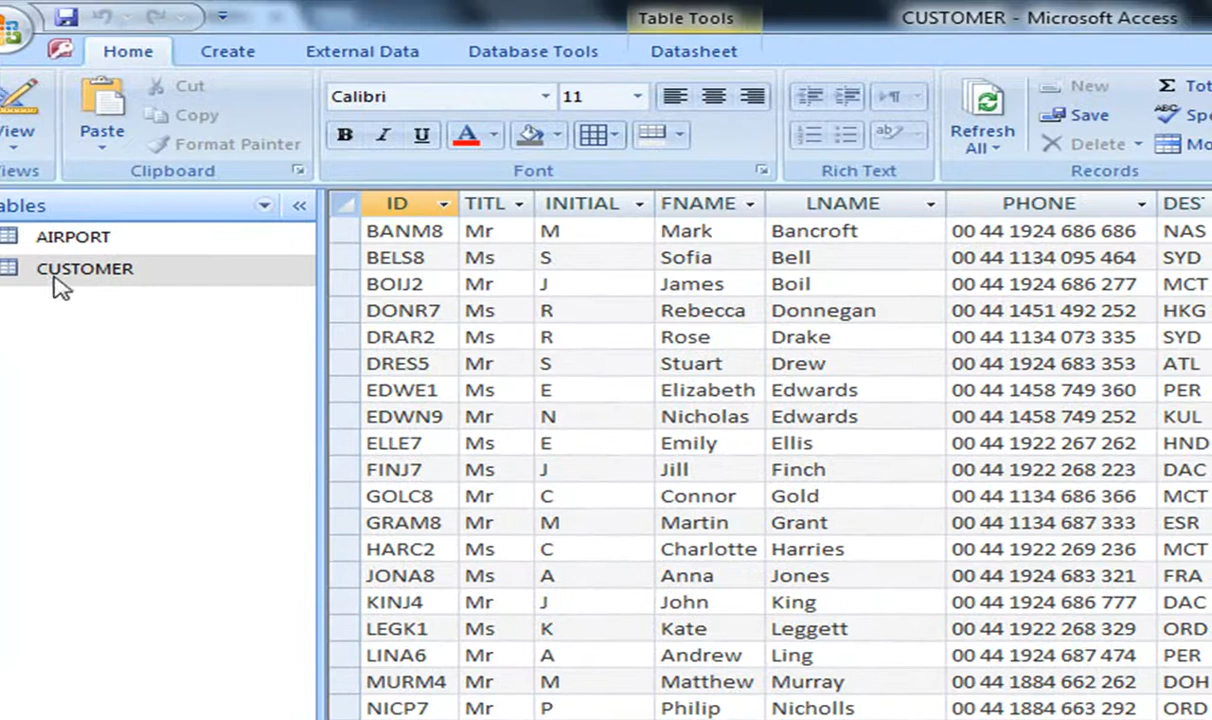 Table Tools
CUSTOMER - Microsoft Access
Home Create External Data Database Tools Datasheet
View
Paste
Cut
Copy
Format Painter
Clipboard
Calibri 11
B I U A
Font
Rich Text
Refresh All
New
Save
Delete
Σ
ABC
Records
AIRPORT
CUSTOMER
ID TITL INITIAL FNAME LNAME PHONE DEST
BANM8 Mr M Mark Bancroft 00 44 1924 686 686 NAS
BELS8 Ms S Sofia Bell 00 44 1134 095 464 SYD
BOIJ2 Mr J James Boil 00 44 1924 686 277 MCT
DONR7 Ms R Rebecca Donnegan 00 44 1451 492 252 HKG
DRAR2 Ms R Rose Drake 00 44 1134 073 335 SYD
DRES5 Mr S Stuart Drew 00 44 1924 683 353 ATL
EDWE1 Ms E Elizabeth Edwards 00 44 1458 749 360 PER
EDWN9 Mr N Nicholas Edwards 00 44 1458 749 252 KUL
ELLE7 Ms E Emily Ellis 00 44 1922 267 262 HND
FINJ7 Ms J Jill Finch 00 44 1922 268 223 DAC
GOLC8 Mr C Connor Gold 00 44 1134 686 366 MCT
GRAM8 Mr M Martin Grant 00 44 1134 687 333 ESR
HARC2 Ms C Charlotte Harries 00 44 1922 269 236 MCT
JONA8 Ms A Anna Jones 00 44 1924 683 321 FRA
KINJ4 Mr J John King 00 44 1924 686 777 DAC
LEGK1 Ms K Kate Leggett 00 44 1922 268 329 ORD
LINA6 Mr A Andrew Ling 00 44 1924 687 474 PER
MURM4 Mr M Matthew Murray 00 44 1884 662 262 DOH
NICP7 Mr P Philip Nicholls 00 44 1884 663 292 ORD